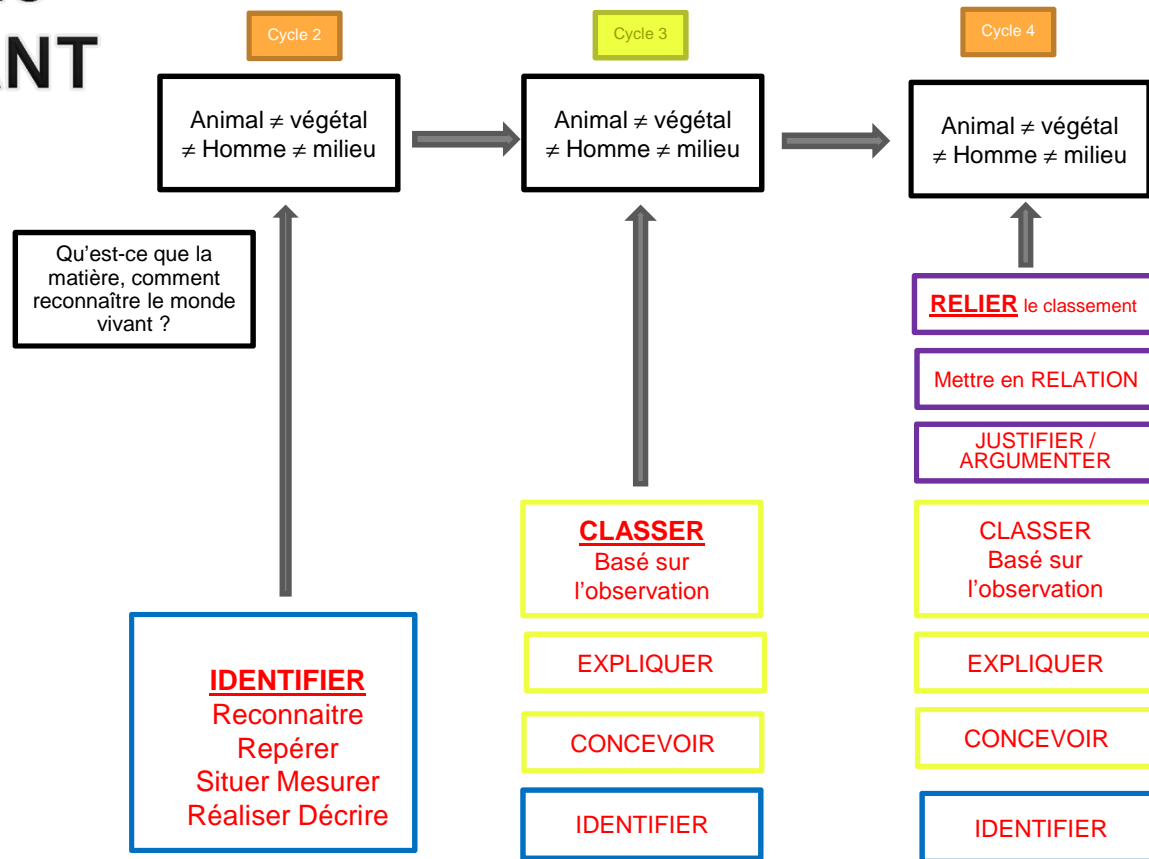 ANT
Cycle 2
Cycle 3
Cycle 4
Animal ≠ végétal
≠ Homme ≠ milieu
Animal ≠ végétal
≠ Homme ≠ milieu
Animal ≠ végétal
≠ Homme ≠ milieu
Qu’est-ce que la
matière, comment
reconnaître le monde
vivant ?
IDENTIFIER
Reconnaitre
Repérer
Situer Mesurer
Réaliser Décrire
CLASSER
Basé sur
l’observation
EXPLIQUER
CONCEVOIR
IDENTIFIER
RELIER le classement
Mettre en RELATION
JUSTIFIER /
ARGUMENTER
CLASSER
Basé sur
l’observation
EXPLIQUER
CONCEVOIR
IDENTIFIER